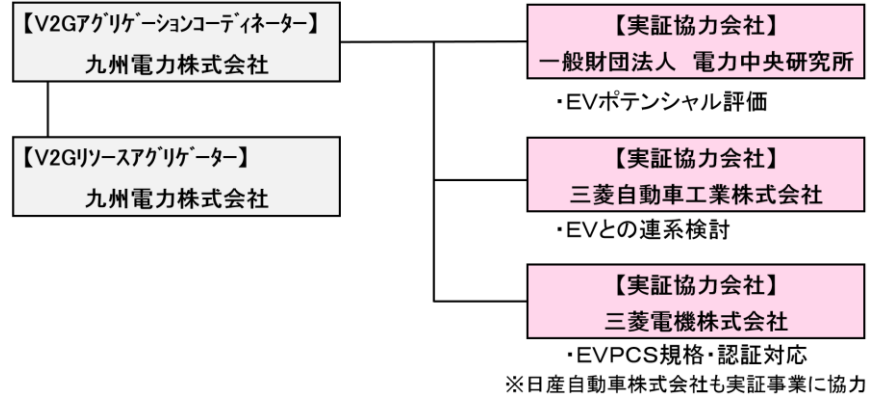 【V2Gｱｸﾞﾘｹﾞｰｼｮﾝｺｰﾃﾞｨﾈｰﾀｰ】
九州電力株式会社
【V2Gﾘｿｰｽｱｸﾞﾘｹﾞｰﾀｰ】
九州電力株式会社
【実証協力会社】
一般財団法人　電力中央研究所
・EVポテンシャル評価
【実証協力会社】
三菱自動車工業株式会社
・EVとの連系検討
【実証協力会社】
三菱電機株式会社
・EVPCS規格・認証対応
※日産自動車株式会社も実証事業に協力